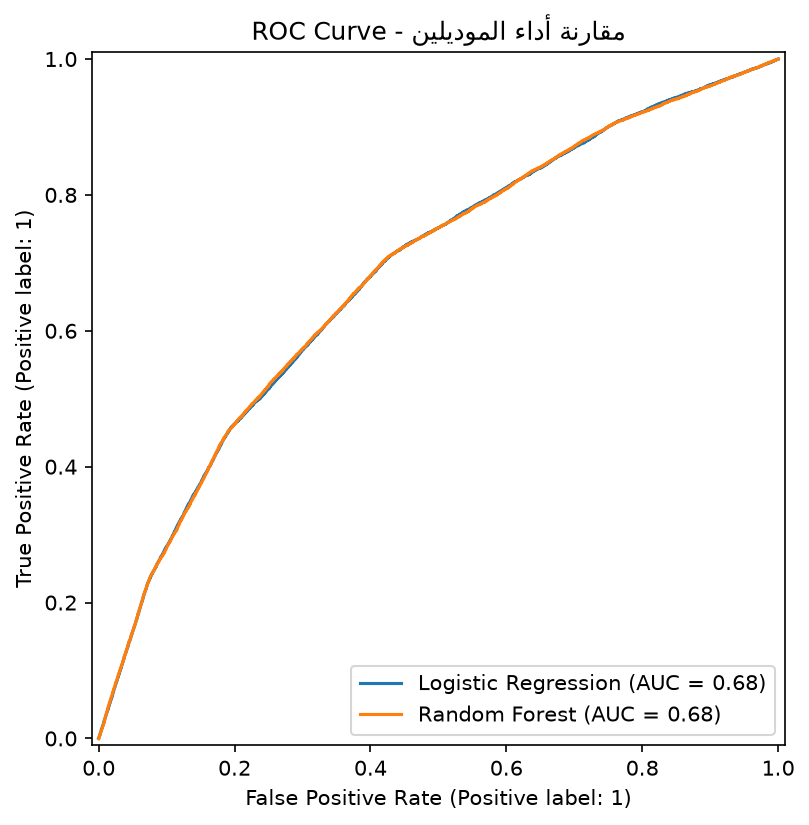 ROC Curve - مقارنة أداء الموديلين
True Positive Rate (Positive label: 1)
1.0
0.8
0.6
0.4
0.2
0.0
Logistic Regression (AUC = 0.68)
Random Forest (AUC = 0.68)
0.0 0.2 0.4 0.6 0.8 1.0
False Positive Rate (Positive label: 1)